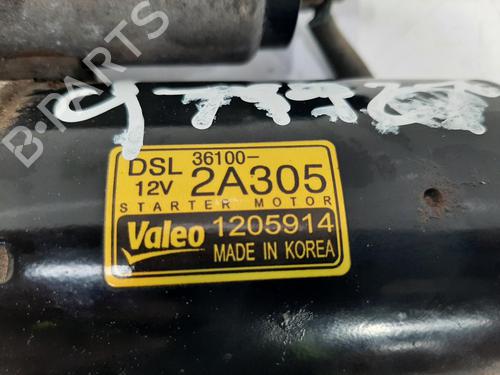 B-PARTS
DSL 36100-
12V 2A305
STARTER MOTOR
Valeo 1205914
MADE IN KOREA